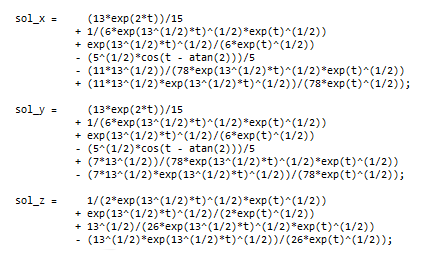 sol_x = (13*exp(2*t))/15
+ 1/(6*exp(13^(1/2)*t)^(1/2)*exp(t)^(1/2))
+ exp(13^(1/2)*t)^(1/2)/(6*exp(t)^(1/2))
- (5^(1/2)*cos(t - atan(2)))/5
- (11*13^(1/2))/(78*exp(13^(1/2)*t)^(1/2)*exp(t)^(1/2))
+ (11*13^(1/2)*exp(13^(1/2)*t)^(1/2))/(78*exp(t)^(1/2));
sol_y = (13*exp(2*t))/15
+ 1/(6*exp(13^(1/2)*t)^(1/2)*exp(t)^(1/2))
+ exp(13^(1/2)*t)^(1/2)/(6*exp(t)^(1/2))
- (5^(1/2)*cos(t - atan(2)))/5
+ (7*13^(1/2))/(78*exp(13^(1/2)*t)^(1/2)*exp(t)^(1/2))
- (7*13^(1/2)*exp(13^(1/2)*t)^(1/2))/(78*exp(t)^(1/2));
sol_z = 1/(2*exp(13^(1/2)*t)^(1/2)*exp(t)^(1/2))
+ exp(13^(1/2)*t)^(1/2)/(2*exp(t)^(1/2))
+ 13^(1/2)/(26*exp(13^(1/2)*t)^(1/2)*exp(t)^(1/2))
- (13^(1/2)*exp(13^(1/2)*t)^(1/2))/(26*exp(t)^(1/2));